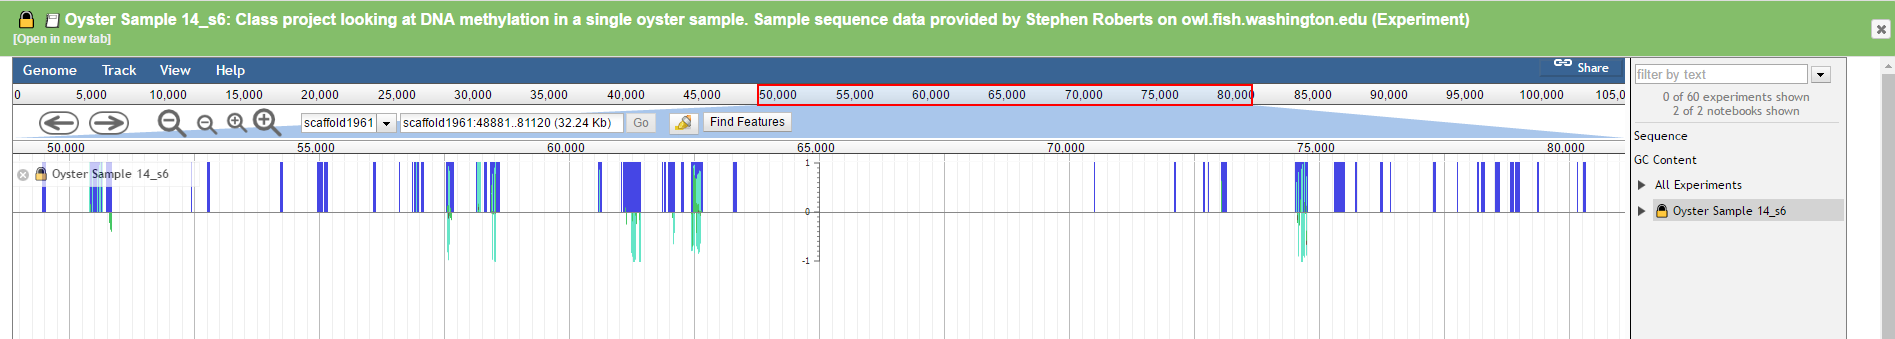 Oyster Sample 14_s6: Class project looking at DNA methylation in a single oyster sample. Sample sequence data provided by Stephen Roberts on owl.fish.washington.edu (Experiment)
[Open in new tab]
Genome Track View Help Share
0 5,000 10,000 15,000 20,000 25,000 30,000 35,000 40,000 45,000 50,000 55,000 60,000 65,000 70,000 75,000 80,000 85,000 90,000 95,000 100,000 105,0
scaffold1961 scaffold1961:48881..81120 (32.24 Kb) Go Find Features
50,000 55,000 60,000 65,000 70,000 75,000 80,000
Oyster Sample 14_s6
1
0
-1
filter by text
0 of 60 experiments shown
2 of 2 notebooks shown
Sequence
GC Content
All Experiments
Oyster Sample 14_s6